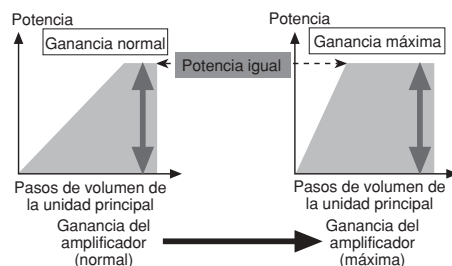 Potencia
Ganancia normal
Potencia igual
Potencia
Ganancia máxima
Pasos de volumen de
la unidad principal
Pasos de volumen de
la unidad principal
Ganancia del
amplificador
(normal)
Ganancia del
amplificador
(máxima)